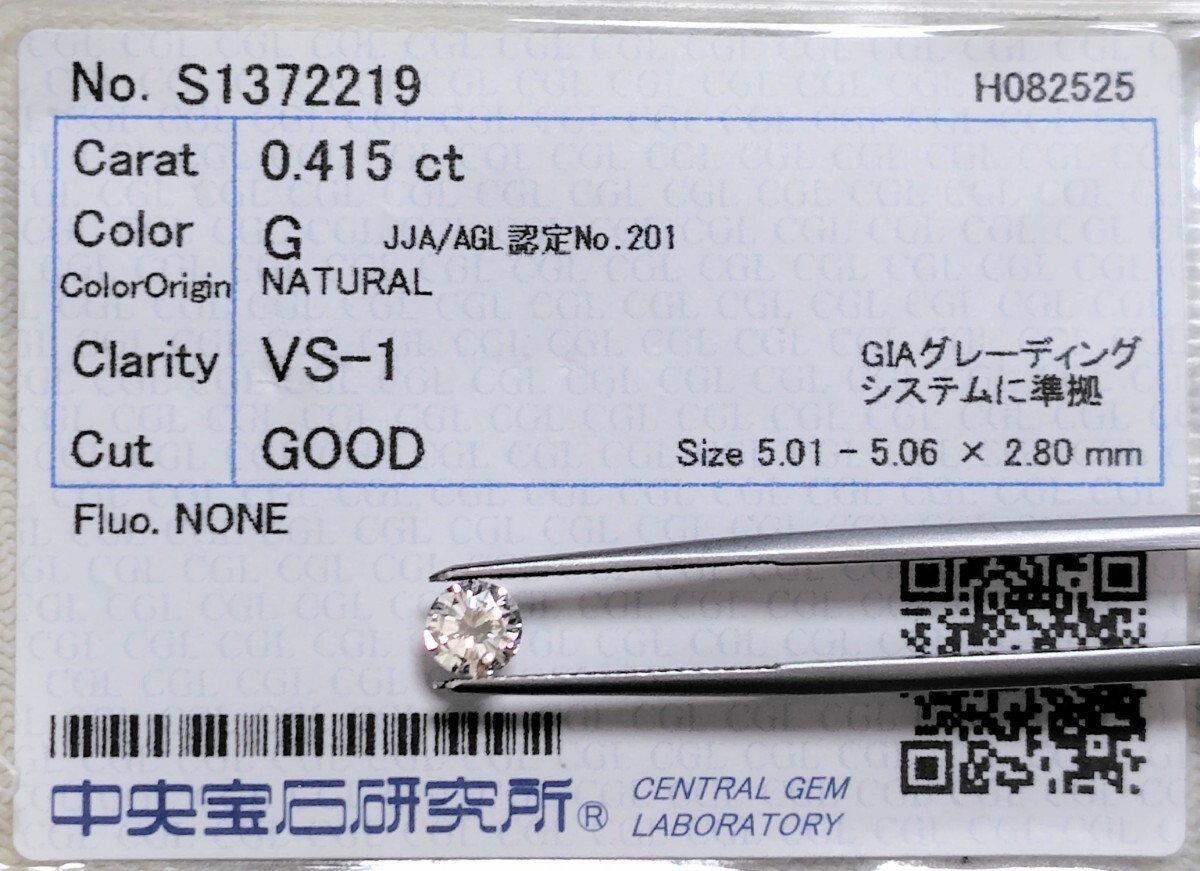 No. S1372219 H082525
Carat 0.415 ct
Color G JJA/AGL認定No.201
ColorOrigin NATURAL
Clarity VS-1 GIAグレーディング
システムに準拠
Cut GOOD Size 5.01 - 5.06 × 2.80 mm
Fluo. NONE
中央宝石研究所® CENTRAL GEM
LABORATORY